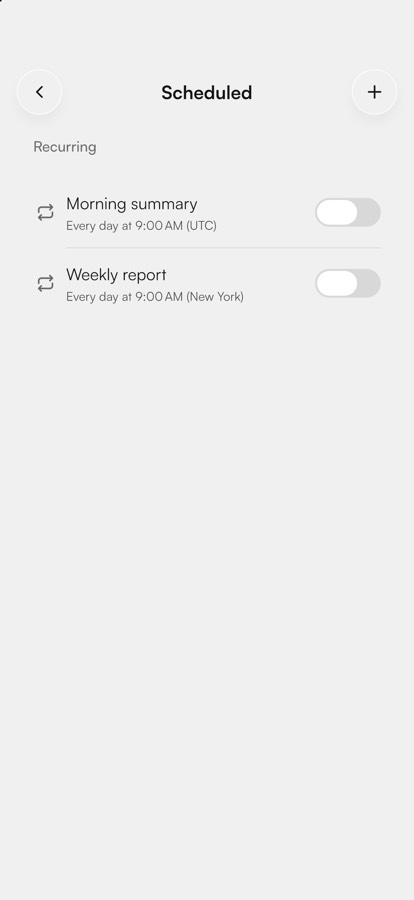 Scheduled
Recurring
Morning summary
Every day at 9:00 AM (UTC)
Weekly report
Every day at 9:00 AM (New York)